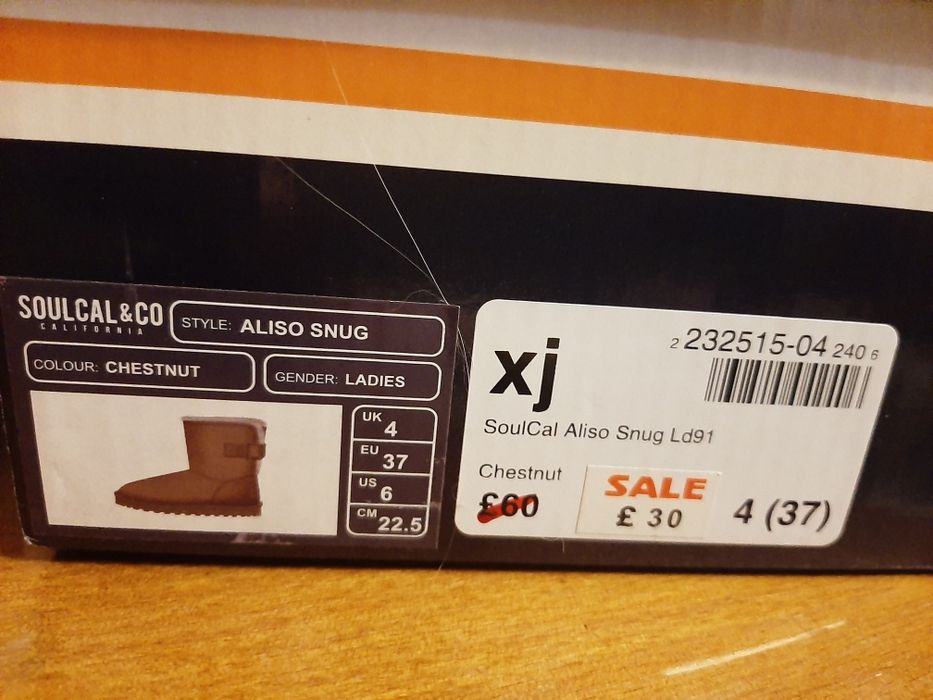 SOULCAL&CO
CALIFORNIA
STYLE: ALISO SNUG
COLOUR: CHESTNUT
GENDER: LADIES
UK 4
EU 37
US 6
CM 22.5
xj
2 232515-04 240 6
SoulCal Aliso Snug Ld91
Chestnut
£60
SALE
£ 30
4 (37)